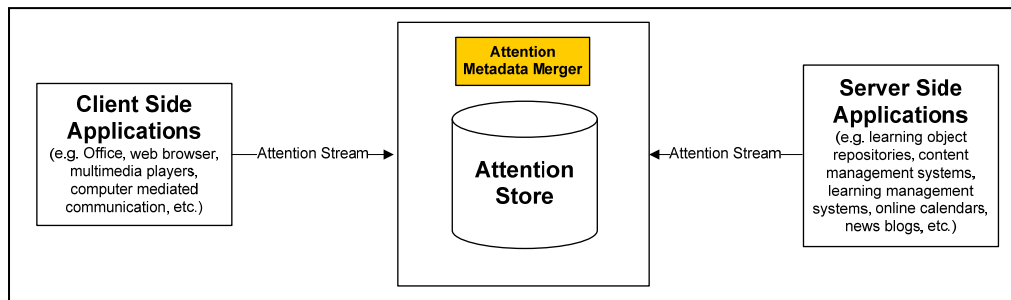 Client Side
Applications
(e.g. Office, web browser,
multimedia players,
computer mediated
communication, etc.)
Attention Stream
Attention
Metadata Merger
Attention
Store
Attention Stream
Server Side
Applications
(e.g. learning object
repositories, content
management systems,
learning management
systems, online calendars,
news blogs, etc.)